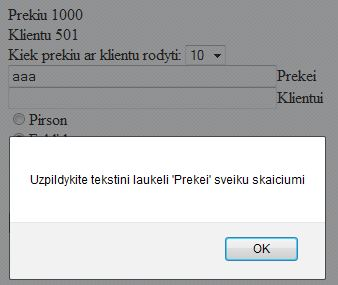 Prekiu 1000
Klientu 501
Kiek prekiu ar klientu rodyti: 10
aaa Prekei
Klientui
Pirson
Uzpildykite tekstini laukeli 'Prekei' sveiku skaiciumi
OK